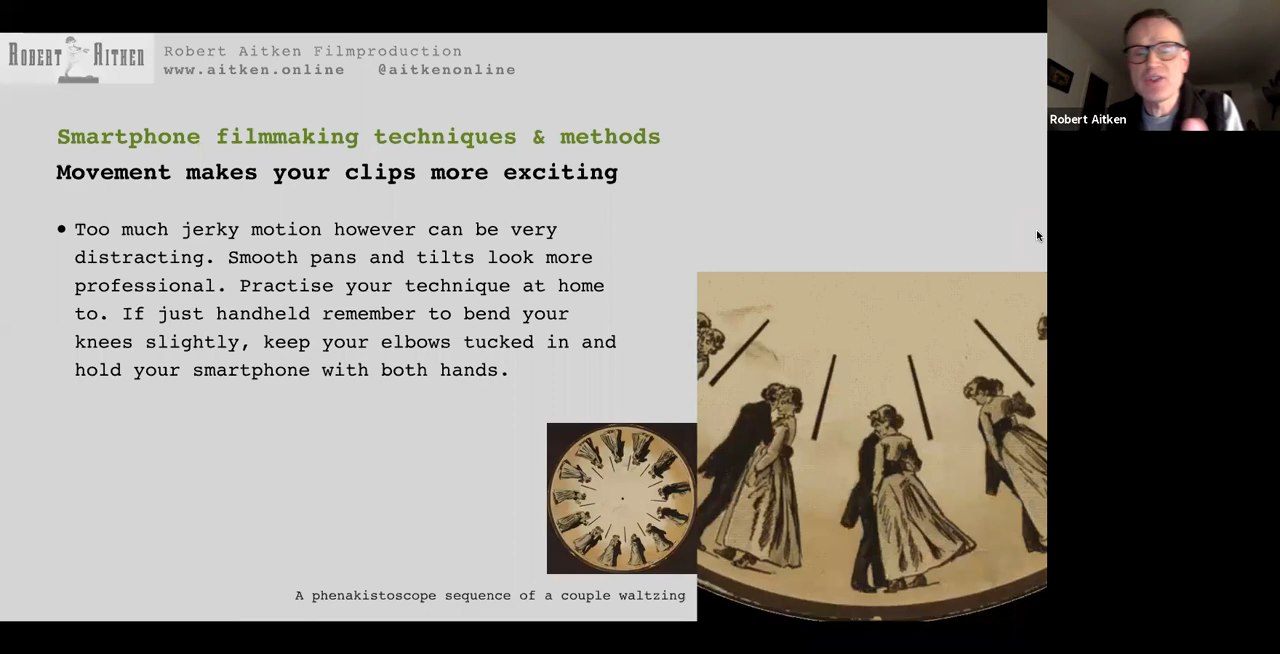 ROBERT AITKEN
Robert Aitken Filmproduction
www.aitken.online @aitkenonline
Robert Aitken
Smartphone filmmaking techniques & methods
Movement makes your clips more exciting
• Too much jerky motion however can be very
distracting. Smooth pans and tilts look more
professional. Practise your technique at home
to. If just handheld remember to bend your
knees slightly, keep your elbows tucked in and
hold your smartphone with both hands.
A phenakistoscope sequence of a couple waltzing